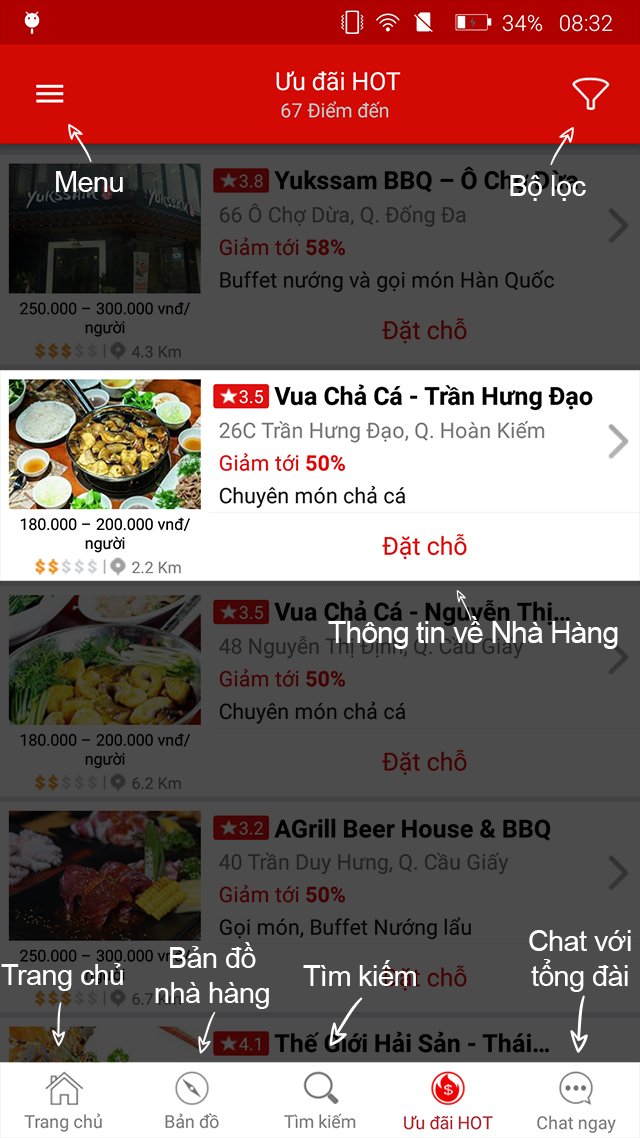 34% 08:32
Ưu đãi HOT
67 Điểm đến
Menu
Bộ lọc
YUKSSAM YUKSSAM
3.8 Yukssam BBQ – Ô Chợ Dừa
66 Ô Chợ Dừa, Q. Đống Đa
Giảm tới 58%
Buffet nướng và gọi món Hàn Quốc
250.000 – 300.000 vnđ/
người
$$$$$ | 4.3 Km
Đặt chỗ
3.5 Vua Chả Cá - Trần Hưng Đạo
26C Trần Hưng Đạo, Q. Hoàn Kiếm
Giảm tới 50%
Chuyên món chả cá
180.000 – 200.000 vnđ/
người
$$$$$ | 2.2 Km
Đặt chỗ
3.5 Vua Chả Cá - Nguyễn Thị...
Thông tin về Nhà Hàng
48 Nguyễn Thị Định, Q. Cầu Giấy
Giảm tới 50%
Chuyên món chả cá
180.000 – 200.000 vnđ/
người
$$$$$ | 6.2 Km
Đặt chỗ
3.2 AGrill Beer House & BBQ
40 Trần Duy Hưng, Q. Cầu Giấy
Giảm tới 50%
Gọi món, Buffet Nướng lẩu
250.000 – 300.000 vnđ/
người
$$$$$ | 6.7 Km
Đặt chỗ
Trang chủ
Bản đồ
nhà hàng
Tìm kiếm
Chat với
tổng đài
4.1 Thế Giới Hải Sản - Thái...
Trang chủ
Bản đồ
Tìm kiếm
Ưu đãi HOT
Chat ngay